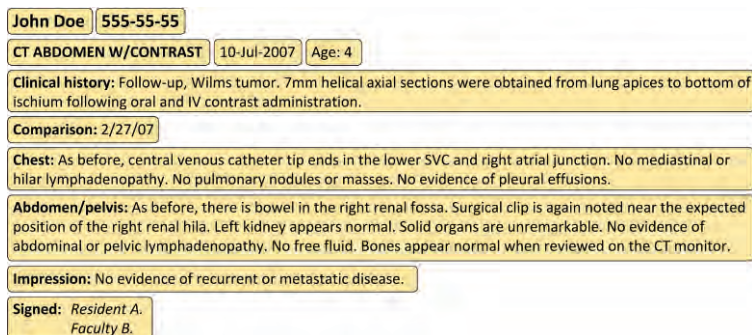 John Doe 555-55-55
CT ABDOMEN W/CONTRAST 10-Jul-2007 Age: 4
Clinical history: Follow-up, Wilms tumor. 7mm helical axial sections were obtained from lung apices to bottom of
ischium following oral and IV contrast administration.
Comparison: 2/27/07
Chest: As before, central venous catheter tip ends in the lower SVC and right atrial junction. No mediastinal or
hilar lymphadenopathy. No pulmonary nodules or masses. No evidence of pleural effusions.
Abdomen/pelvis: As before, there is bowel in the right renal fossa. Surgical clip is again noted near the expected
position of the right renal hila. Left kidney appears normal. Solid organs are unremarkable. No evidence of
abdominal or pelvic lymphadenopathy. No free fluid. Bones appear normal when reviewed on the CT monitor.
Impression: No evidence of recurrent or metastatic disease.
Signed: Resident A.
Faculty B.